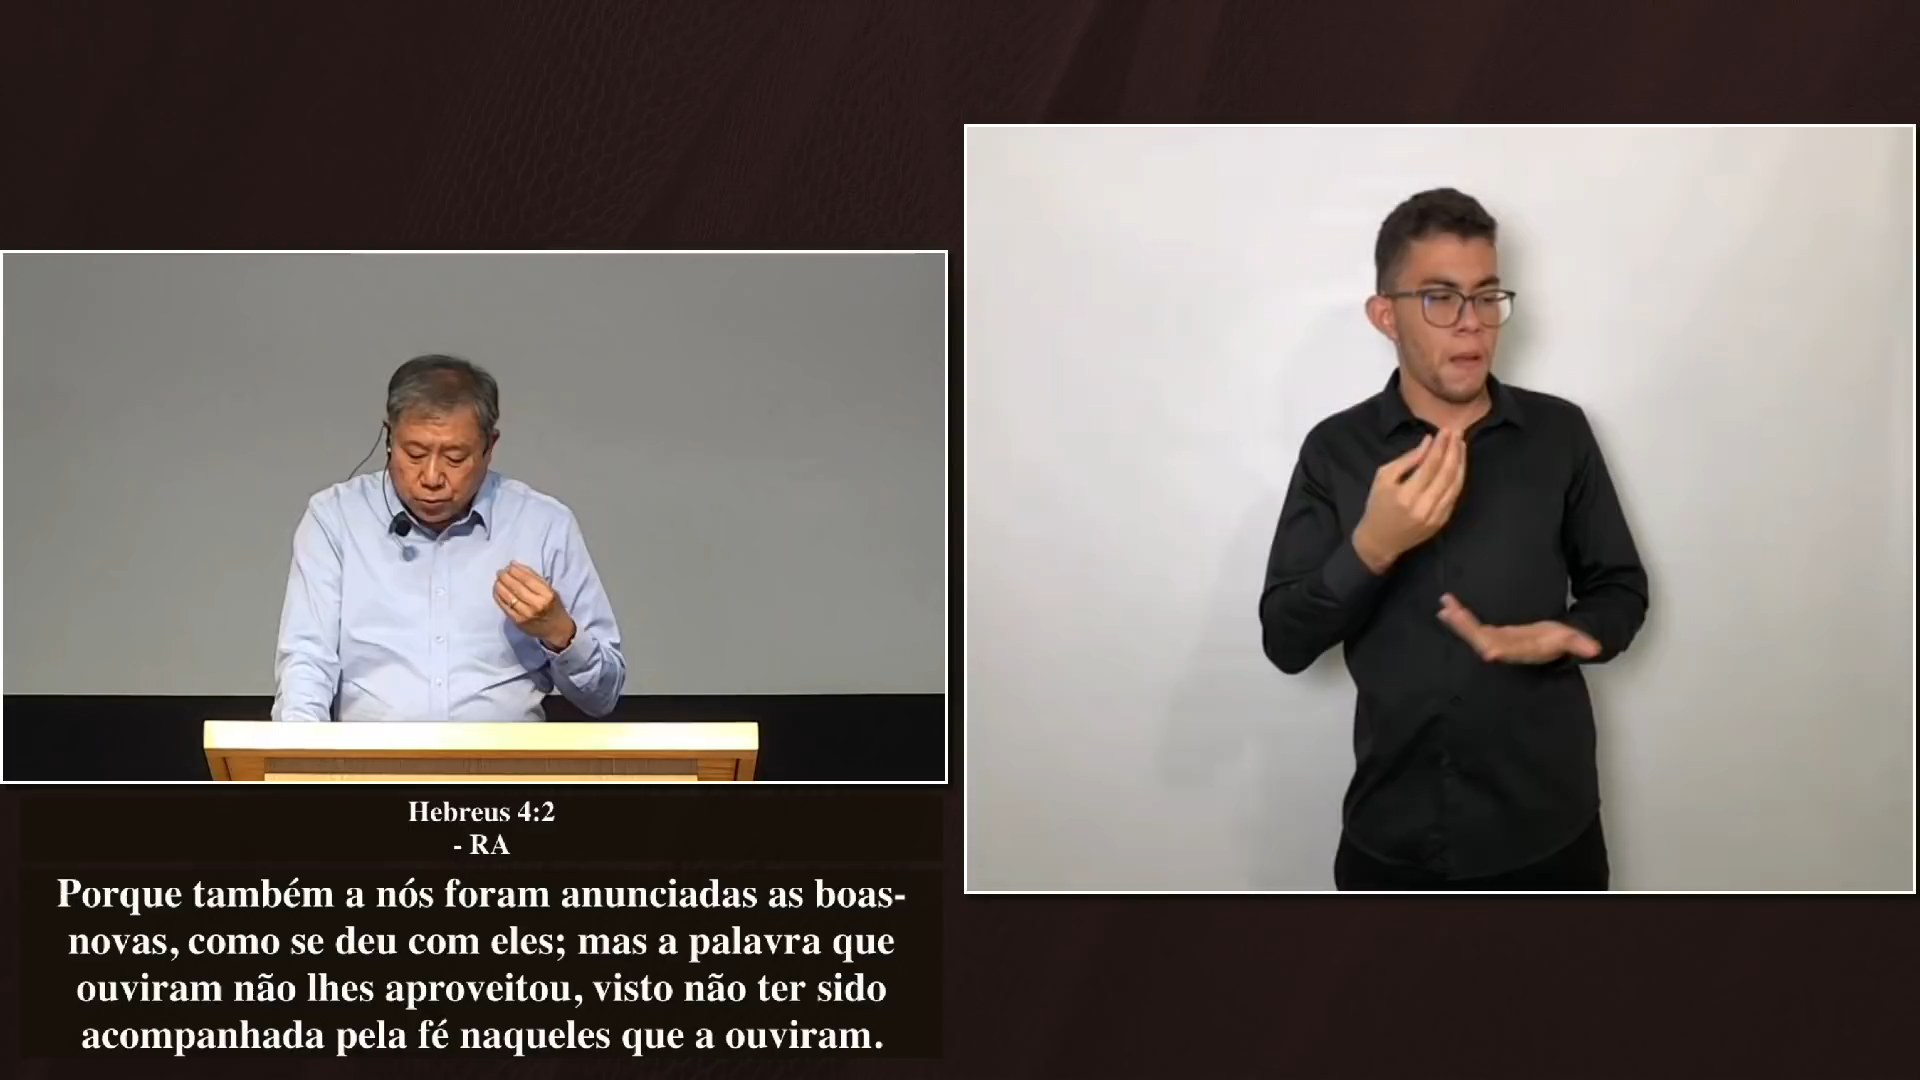 Hebreus 4:2
- RA
Porque também a nós foram anunciadas as boas-
novas, como se deu com eles; mas a palavra que
ouviram não lhes aproveitou, visto não ter sido
acompanhada pela fé naqueles que a ouviram.